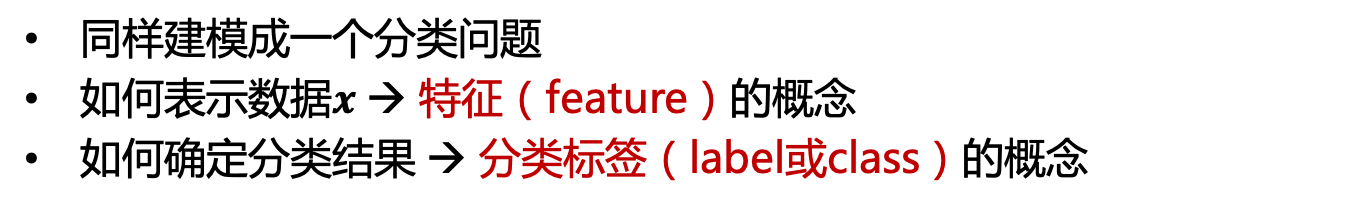 • 同样建模成一个分类问题
• 如何表示数据x → 特征（feature）的概念
• 如何确定分类结果 → 分类标签（label或class）的概念